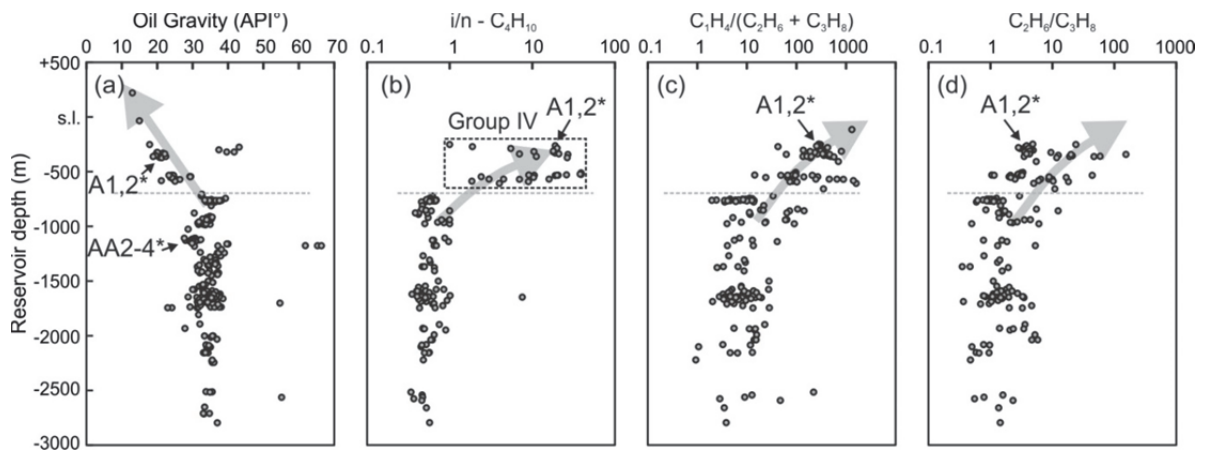 Oil Gravity (API°)
0 10 20 30 40 50 60 70
i/n - C₄H₁₀
0.1 1 10 100
C₁H₄/(C₂H₆ + C₃H₈)
0.1 1 10 100 1000
C₂H₆/C₃H₈
0.1 1 10 100 1000
Reservoir depth (m)
+500
s.l.
-500
-1000
-1500
-2000
-2500
-3000
(a)
A1,2*
AA2-4*
(b)
Group IV
A1,2*
(c)
A1,2*
(d)
A1,2*